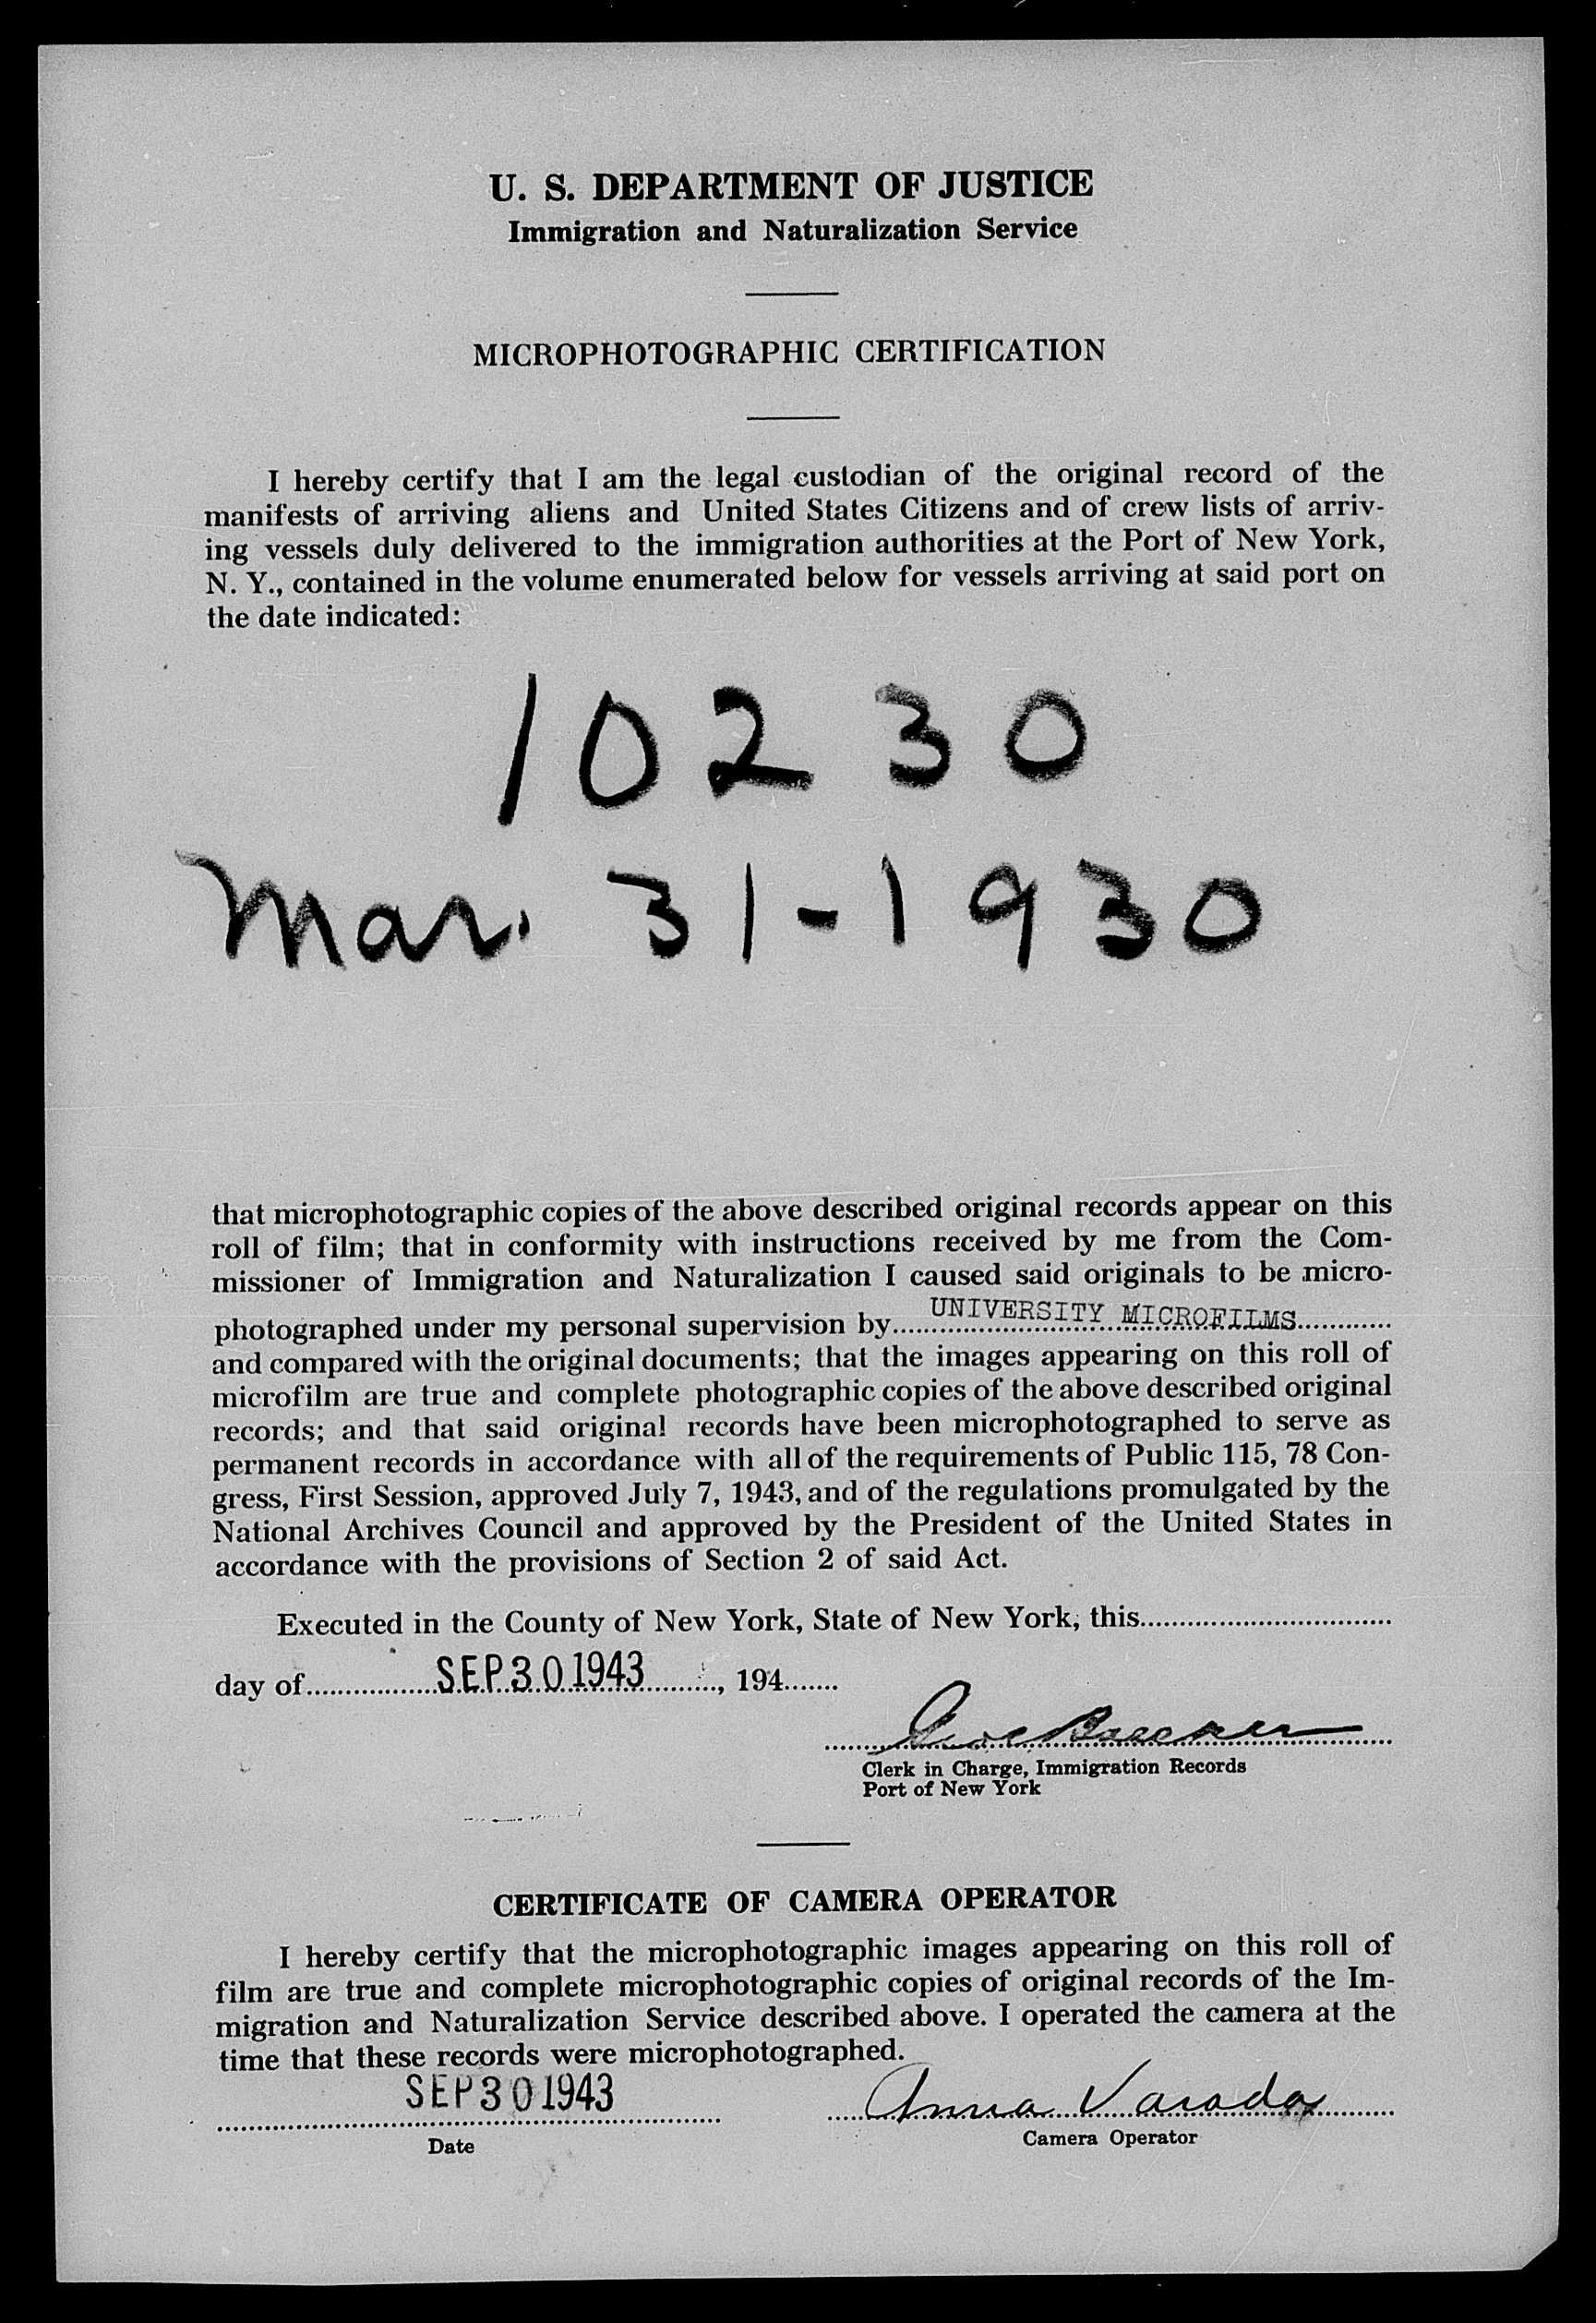 U. S. DEPARTMENT OF JUSTICE
Immigration and Naturalization Service
MICROPHOTOGRAPHIC CERTIFICATION
I hereby certify that I am the legal custodian of the original record of the
manifests of arriving aliens and United States Citizens and of crew lists of arriv-
ing vessels duly delivered to the immigration authorities at the Port of New York,
N. Y., contained in the volume enumerated below for vessels arriving at said port on
the date indicated:
10230
Mar. 31-1930
that microphotographic copies of the above described original records appear on this
roll of film; that in conformity with instructions received by me from the Com-
missioner of Immigration and Naturalization I caused said originals to be micro-
photographed under my personal supervision by UNIVERSITY MICROFILMS
and compared with the original documents; that the images appearing on this roll of
microfilm are true and complete photographic copies of the above described original
records; and that said original records have been microphotographed to serve as
permanent records in accordance with all of the requirements of Public 115, 78 Con-
gress, First Session, approved July 7, 1943, and of the regulations promulgated by the
National Archives Council and approved by the President of the United States in
accordance with the provisions of Section 2 of said Act.
Executed in the County of New York, State of New York, this
day of SEP 30 1943, 194
Clerk in Charge, Immigration Records
Port of New York
CERTIFICATE OF CAMERA OPERATOR
I hereby certify that the microphotographic images appearing on this roll of
film are true and complete microphotographic copies of original records of the Im-
migration and Naturalization Service described above. I operated the camera at the
time that these records were microphotographed.
SEP 30 1943 Anna
Date Camera Operator